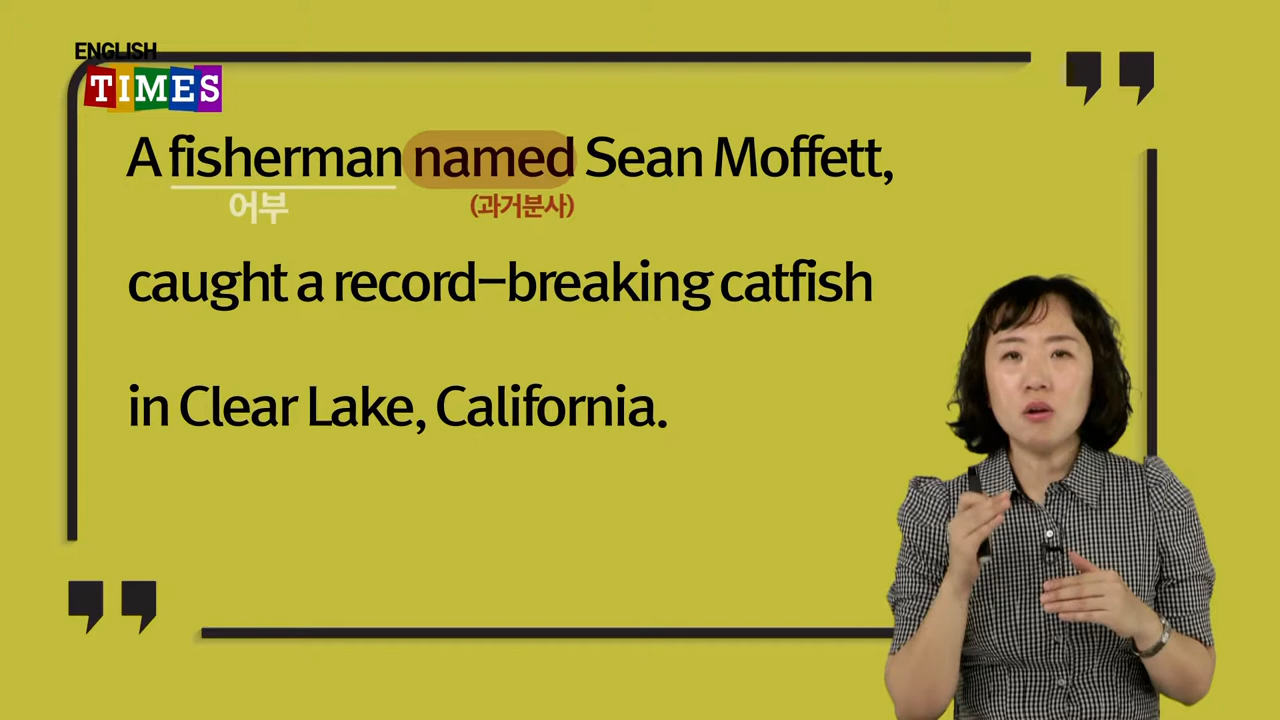 ENGLISH
TIMES
A fisherman named Sean Moffett,
어부 (과거분사)
caught a record-breaking catfish
in Clear Lake, California.